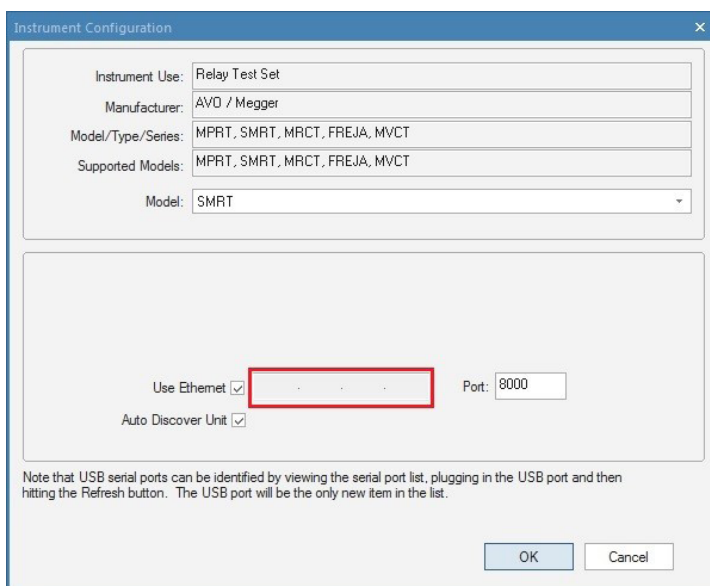 Instrument Configuration
Instrument Use: Relay Test Set
Manufacturer: AVO / Megger
Model/Type/Series: MPRT, SMRT, MRCT, FREJA, MVCT
Supported Models: MPRT, SMRT, MRCT, FREJA, MVCT
Model: SMRT
Use Ethernet . . . Port: 8000
Auto Discover Unit
Note that USB serial ports can be identified by viewing the serial port list, plugging in the USB port and then
hitting the Refresh button. The USB port will be the only new item in the list.
OK Cancel